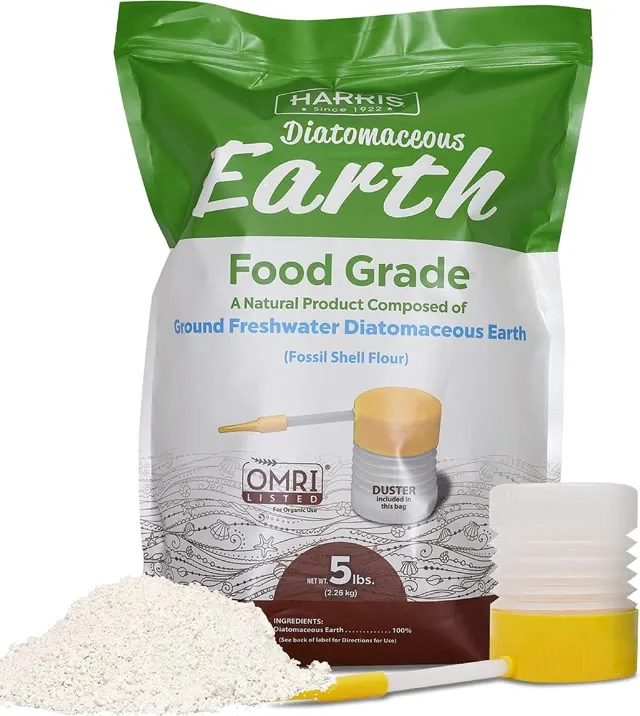 HARRIS
★ Since 1922 ★
Diatomaceous
Earth
Food Grade
A Natural Product Composed of
Ground Freshwater Diatomaceous Earth
(Fossil Shell Flour)
OMRI®
LISTED
For Organic Use
DUSTER
included in
this bag
NET WT. 5 lbs.
(2.26 kg)
INGREDIENTS:
Diatomaceous Earth ............. 100%
(See back of label for Directions for Use)